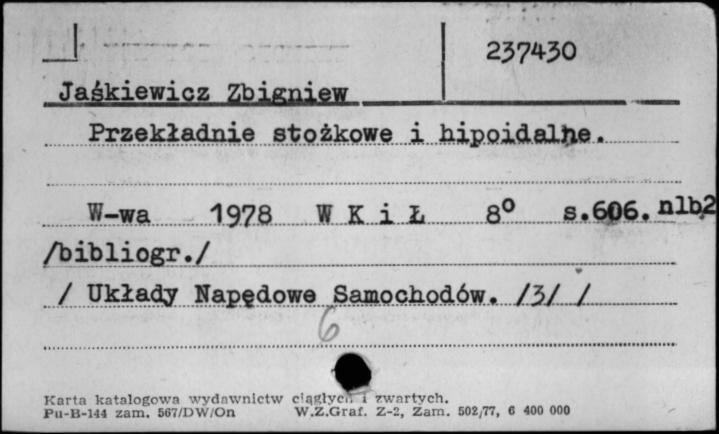 237430
Jaśkiewicz Zbigniew
Przekładnie stożkowe i hipoidalne.
W-wa 1978 W K i Ł 8° s.606. nlb2
/bibliogr./
/ Układy Napędowe Samochodów. /3/ /
6
Karta katalogowa wydawnictw ciągłych i zwartych.
Pu-B-144 zam. 567/DW/On W.Z.Graf. Z-2, Zam. 502/77, 6 400 000